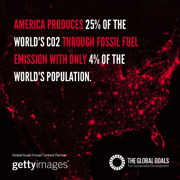 AMERICA PRODUCES 25% OF THE
WORLD'S CO2 THROUGH FOSSIL FUEL
EMISSION WITH ONLY 4% OF THE
WORLD'S POPULATION.
Global Goals Proud Content Partner
gettyimages®
THE GLOBAL GOALS
For Sustainable Development